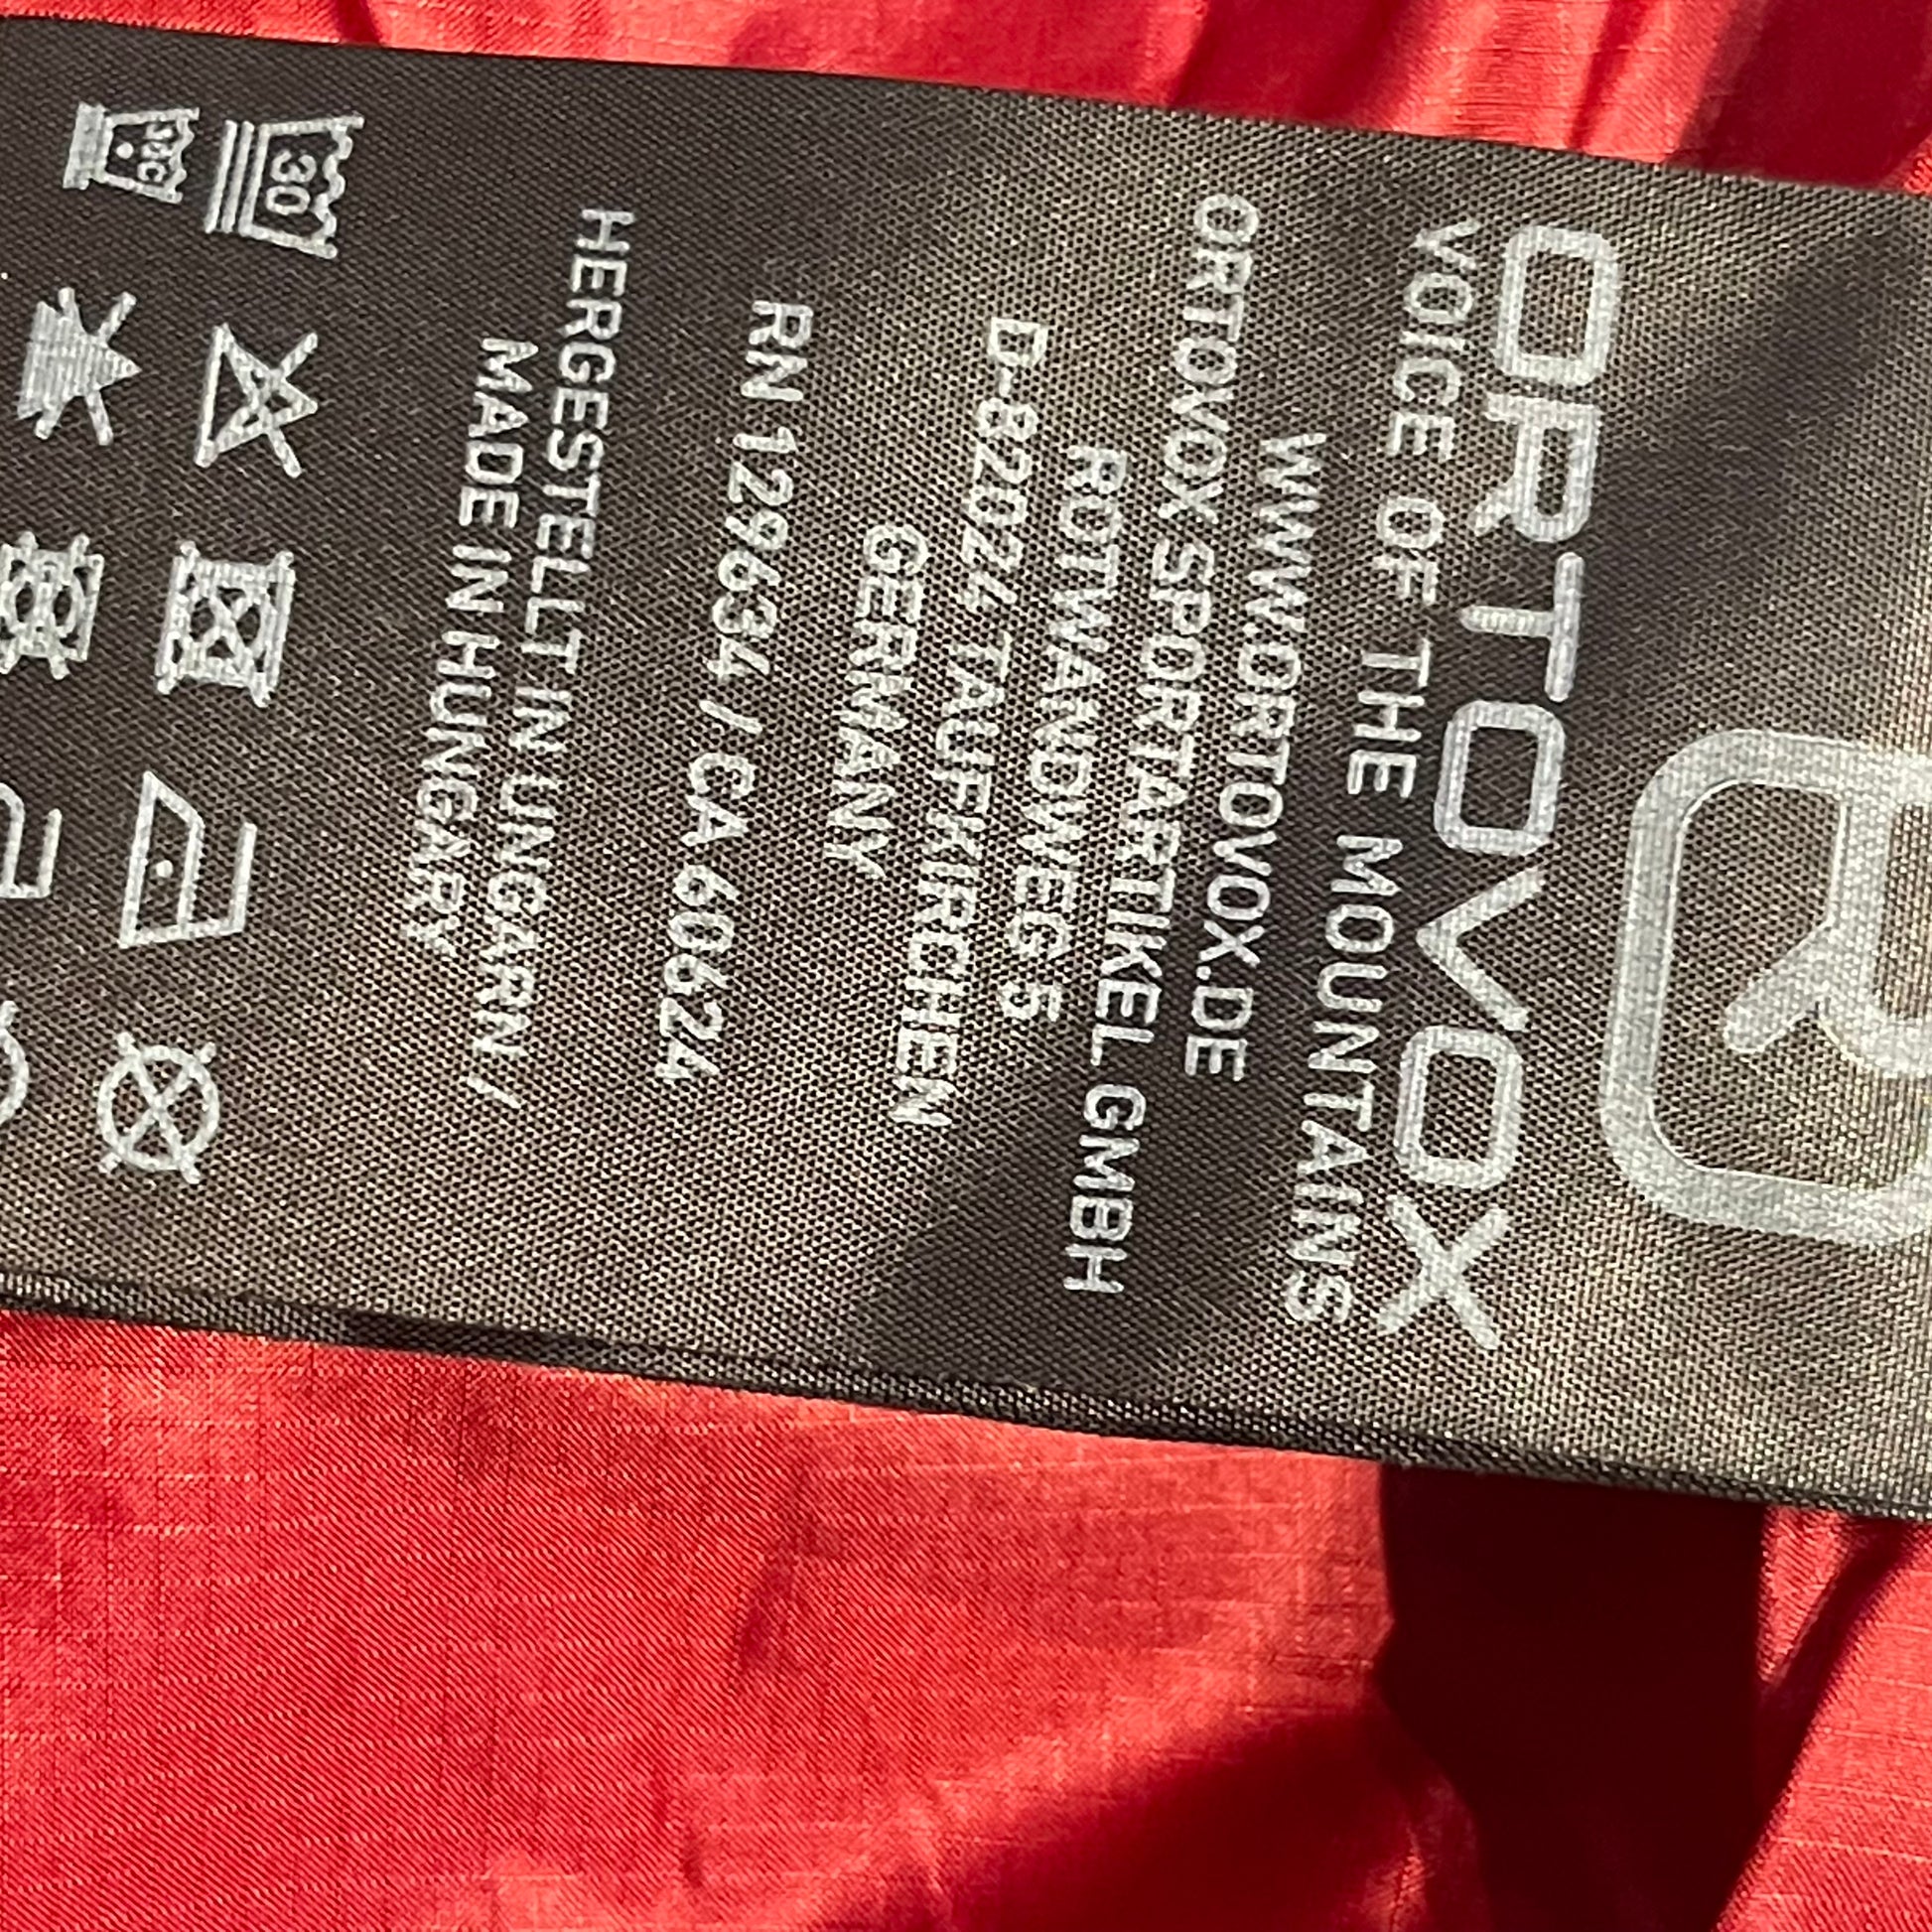 ORTOVOX
VOICE OF THE MOUNTAINS
WWW.ORTOVOX.DE
ORTOVOX SPORTARTIKEL GMBH
ROTWANDWEG 5
D-82024 TAUFKIRCHEN
GERMANY
RN 129634 / CA 60624
HERGESTELLT IN UNGARN /
MADE IN HUNGARY
30